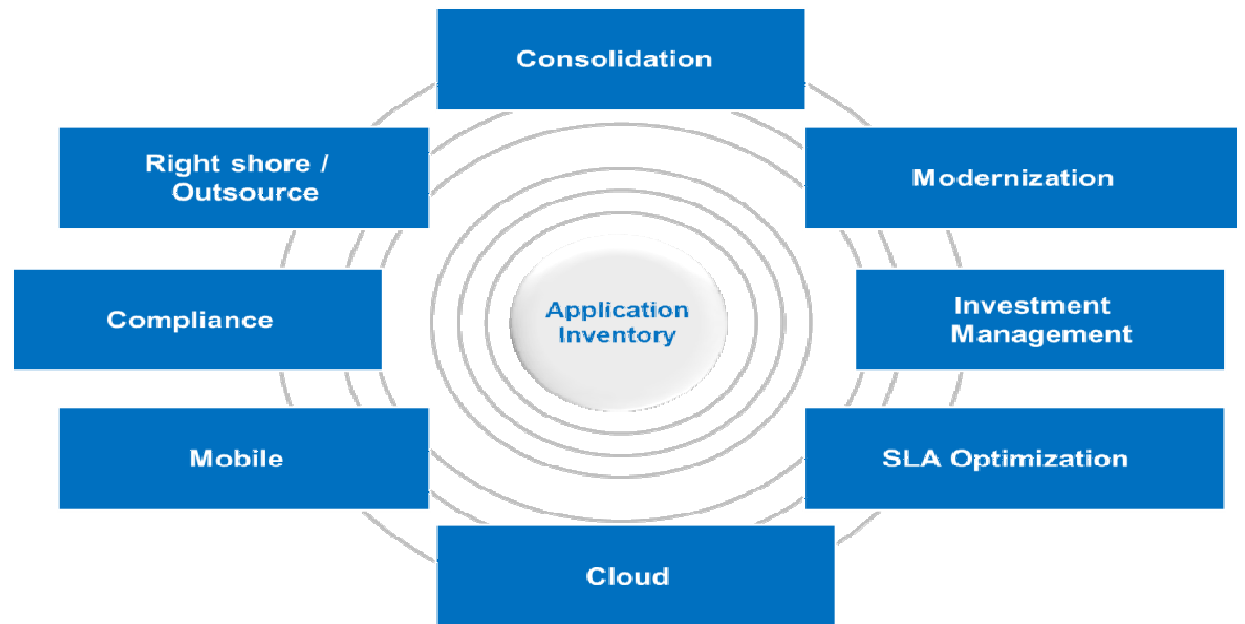 Consolidation
Right shore /
Outsource
Modernization
Compliance
Application
Inventory
Investment
Management
Mobile
SLA Optimization
Cloud